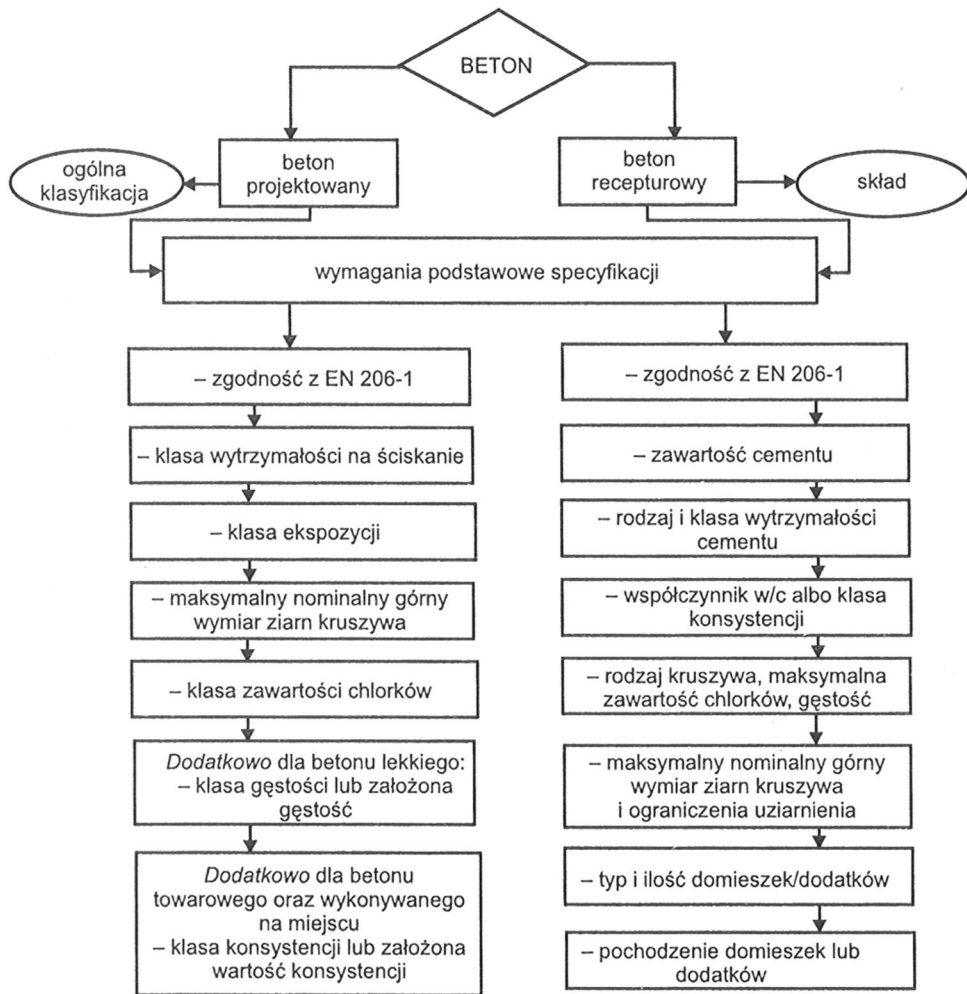 BETON
beton
projektowany
ogólna
klasyfikacja
beton
recepturowy
skład
wymagania podstawowe specyfikacji
– zgodność z EN 206-1
– klasa wytrzymałości na ściskanie
– klasa ekspozycji
– maksymalny nominalny górny
wymiar ziarn kruszywa
– klasa zawartości chlorków
Dodatkowo dla betonu lekkiego:
– klasa gęstości lub założona
gęstość
Dodatkowo dla betonu
towarowego oraz wykonywanego
na miejscu
– klasa konsystencji lub założona
wartość konsystencji
– zgodność z EN 206-1
– zawartość cementu
– rodzaj i klasa wytrzymałości
cementu
– współczynnik w/c albo klasa
konsystencji
– rodzaj kruszywa, maksymalna
zawartość chlorków, gęstość
– maksymalny nominalny górny
wymiar ziarn kruszywa
i ograniczenia uziarnienia
– typ i ilość domieszek/dodatków
– pochodzenie domieszek lub
dodatków